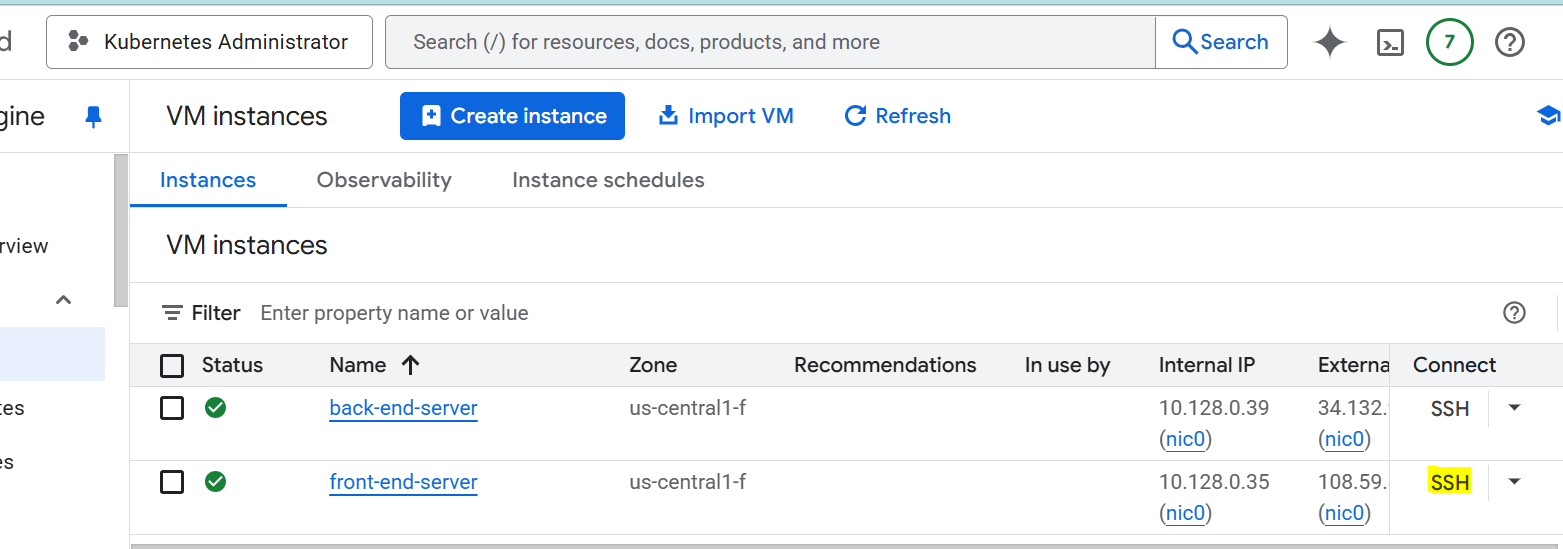 d Kubernetes Administrator Search (/) for resources, docs, products, and more Search 7
gine VM instances Create instance Import VM Refresh
Instances Observability Instance schedules
rview VM instances
Filter Enter property name or value
Status Name Zone Recommendations In use by Internal IP Externa Connect
tes back-end-server us-central1-f 10.128.0.39 34.132. SSH
(nic0) (nic0)
es front-end-server us-central1-f 10.128.0.35 108.59. SSH
(nic0) (nic0)